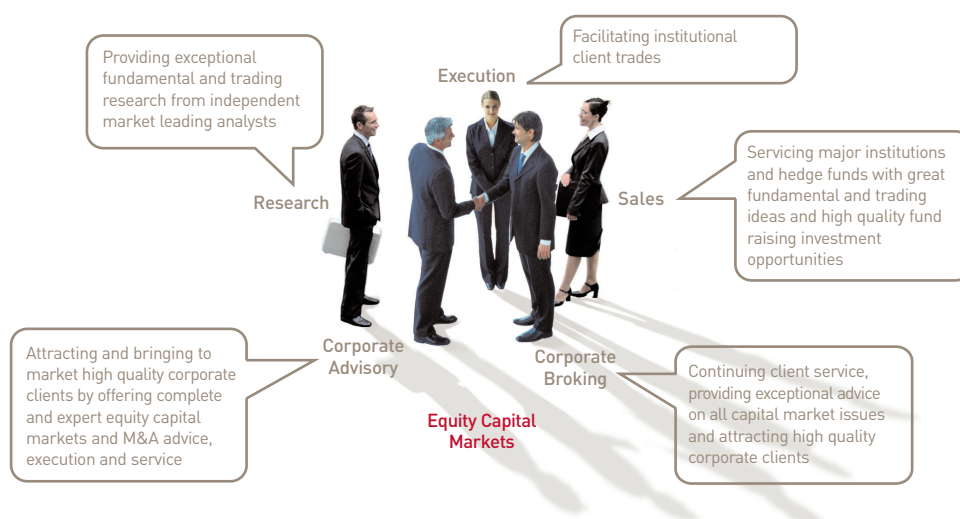 Providing exceptional
fundamental and trading
research from independent
market leading analysts
Research
Execution
Facilitating institutional
client trades
Sales
Servicing major institutions
and hedge funds with great
fundamental and trading
ideas and high quality fund
raising investment
opportunities
Attracting and bringing to
market high quality corporate
clients by offering complete
and expert equity capital
markets and M&A advice,
execution and service
Corporate
Advisory
Equity Capital
Markets
Corporate
Broking
Continuing client service,
providing exceptional advice
on all capital market issues
and attracting high quality
corporate clients